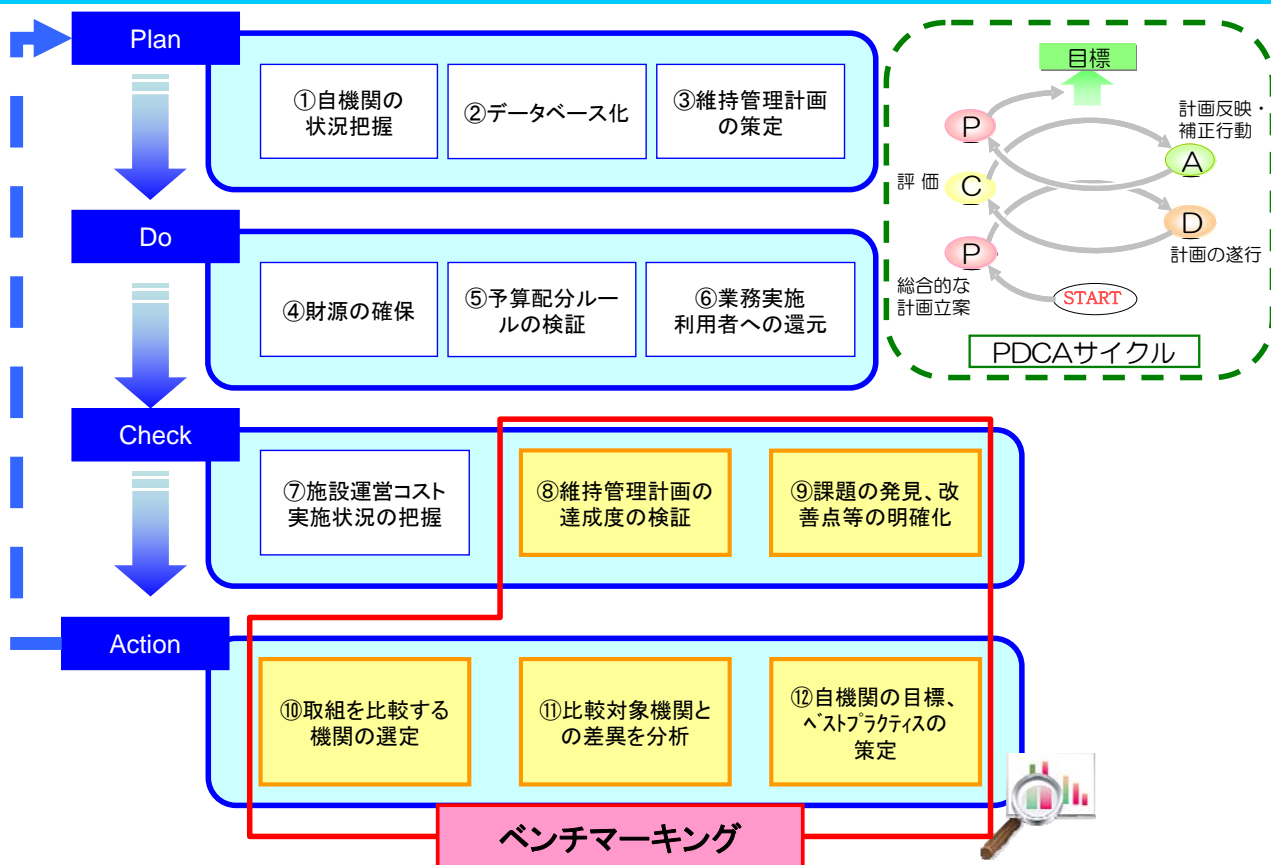 Plan
①自機関の
状況把握
②データベース化
③維持管理計画
の策定
Do
④財源の確保
⑤予算配分ルー
ルの検証
⑥業務実施
利用者への還元
Check
⑦施設運営コスト
実施状況の把握
⑧維持管理計画の
達成度の検証
⑨課題の発見、改
善点等の明確化
Action
⑩取組を比較する
機関の選定
⑪比較対象機関と
の差異を分析
⑫自機関の目標、
ﾍﾞｽﾄﾌﾟﾗｸﾃｨｽの
策定
ベンチマーキング
目標
P
計画反映・
補正行動
A
評 価
C
D
計画の遂行
P
総合的な
計画立案
START
PDCAサイクル